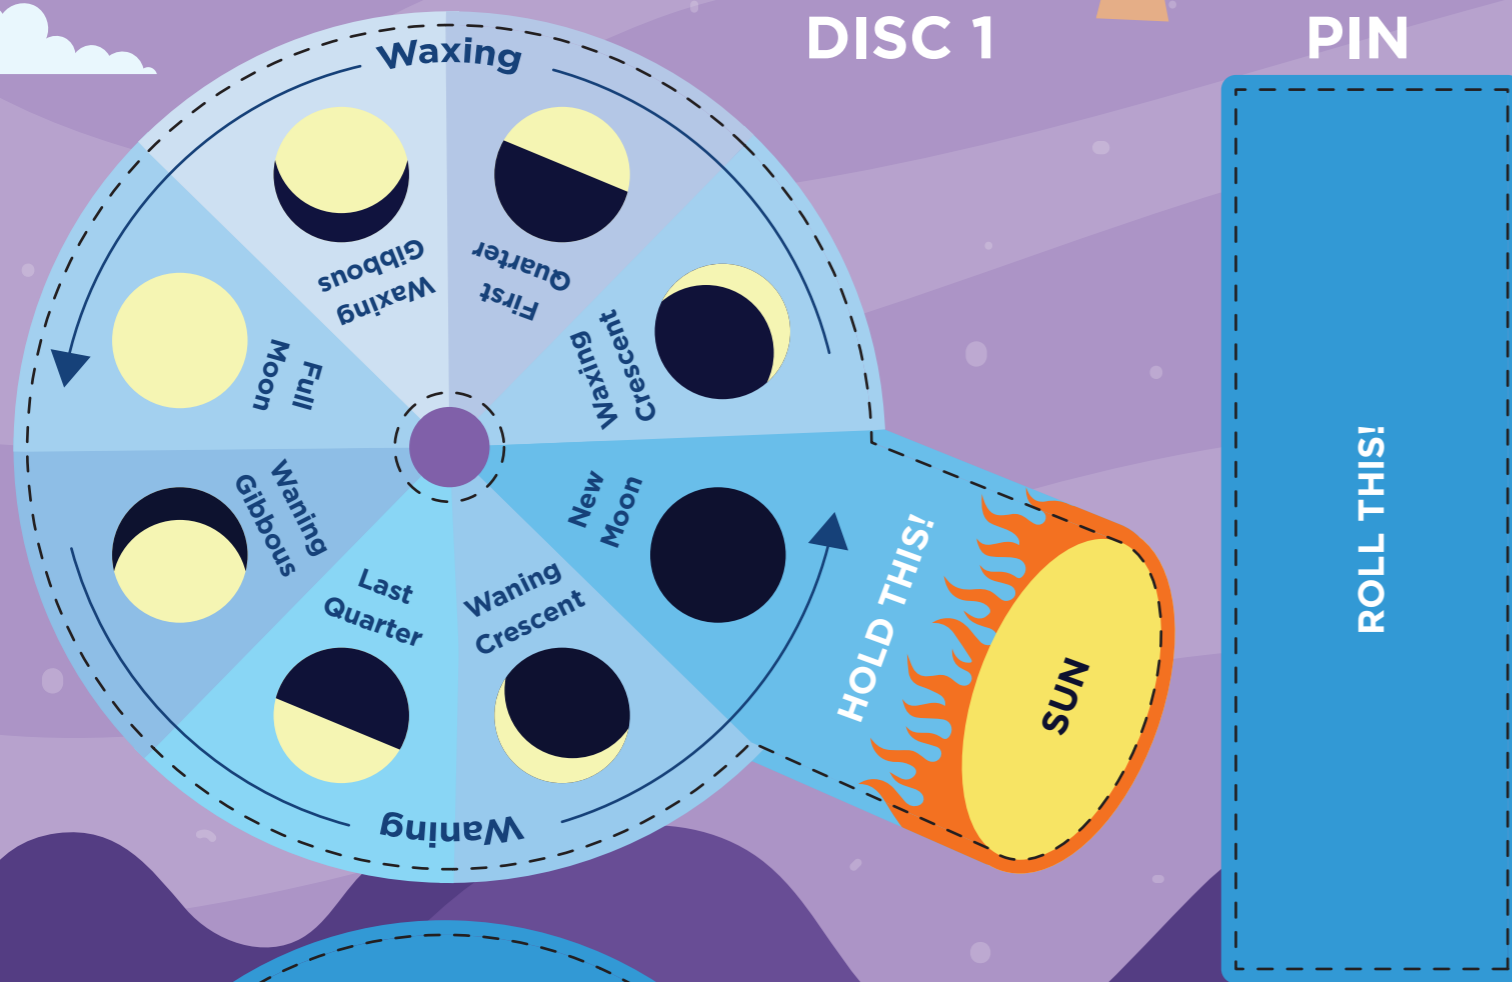 DISC 1
PIN
Waxing
Waxing
Gibbous
First
Quarter
Waxing
Crescent
Full
Moon
New
Moon
Waning
Gibbous
Last
Quarter
Waning
Crescent
Waning
HOLD THIS!
SUN
ROLL THIS!